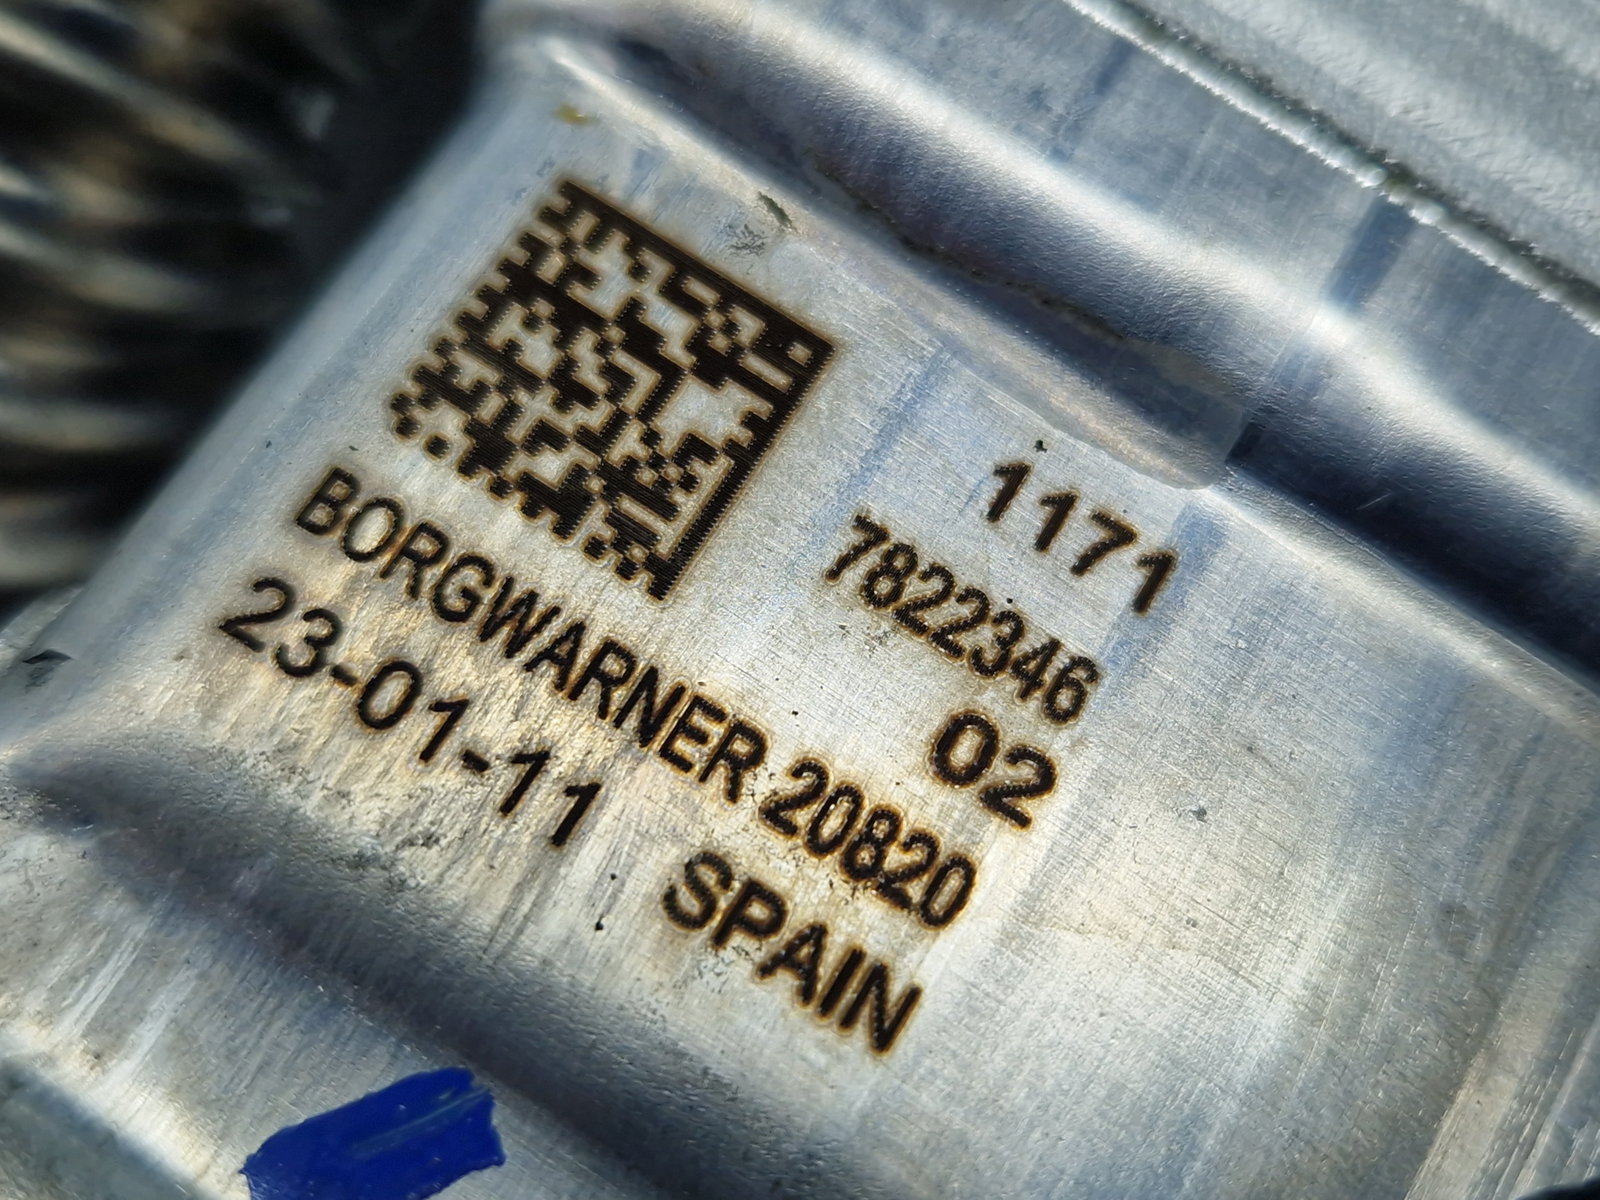 1171
7822346
02
BORGWARNER 20820
23-01-11
SPAIN